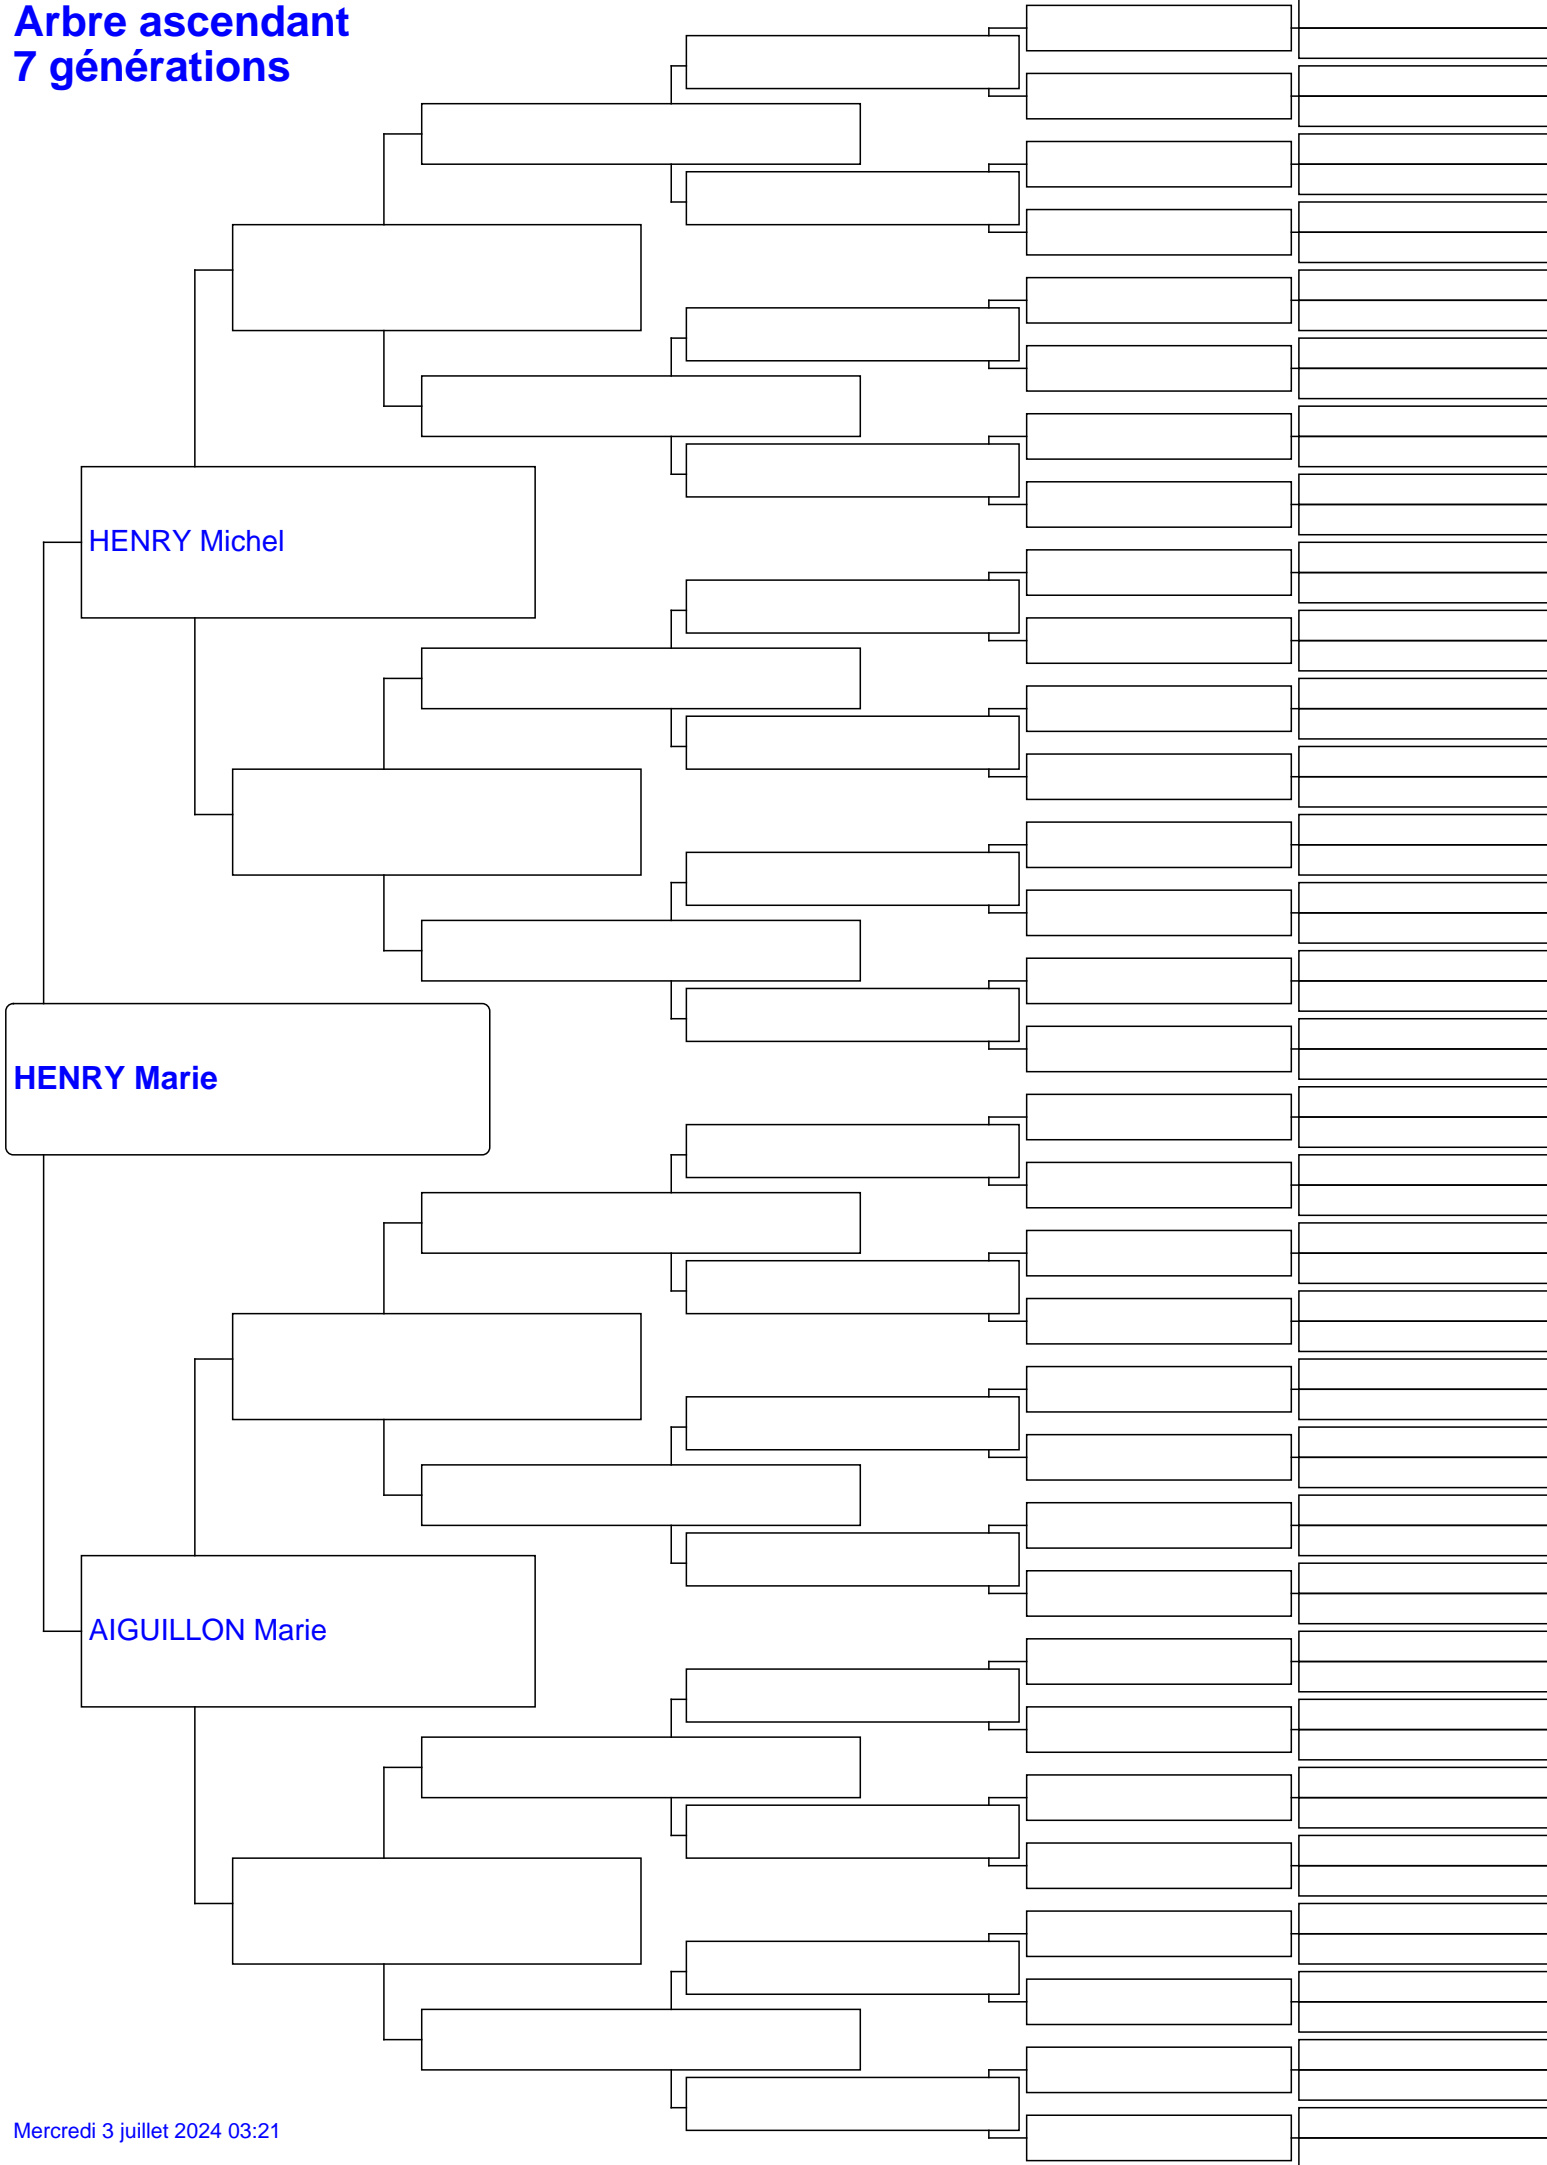 Arbre ascendant
7 générations
HENRY Michel
HENRY Marie
AIGUILLON Marie
Mercredi 3 juillet 2024 03:21